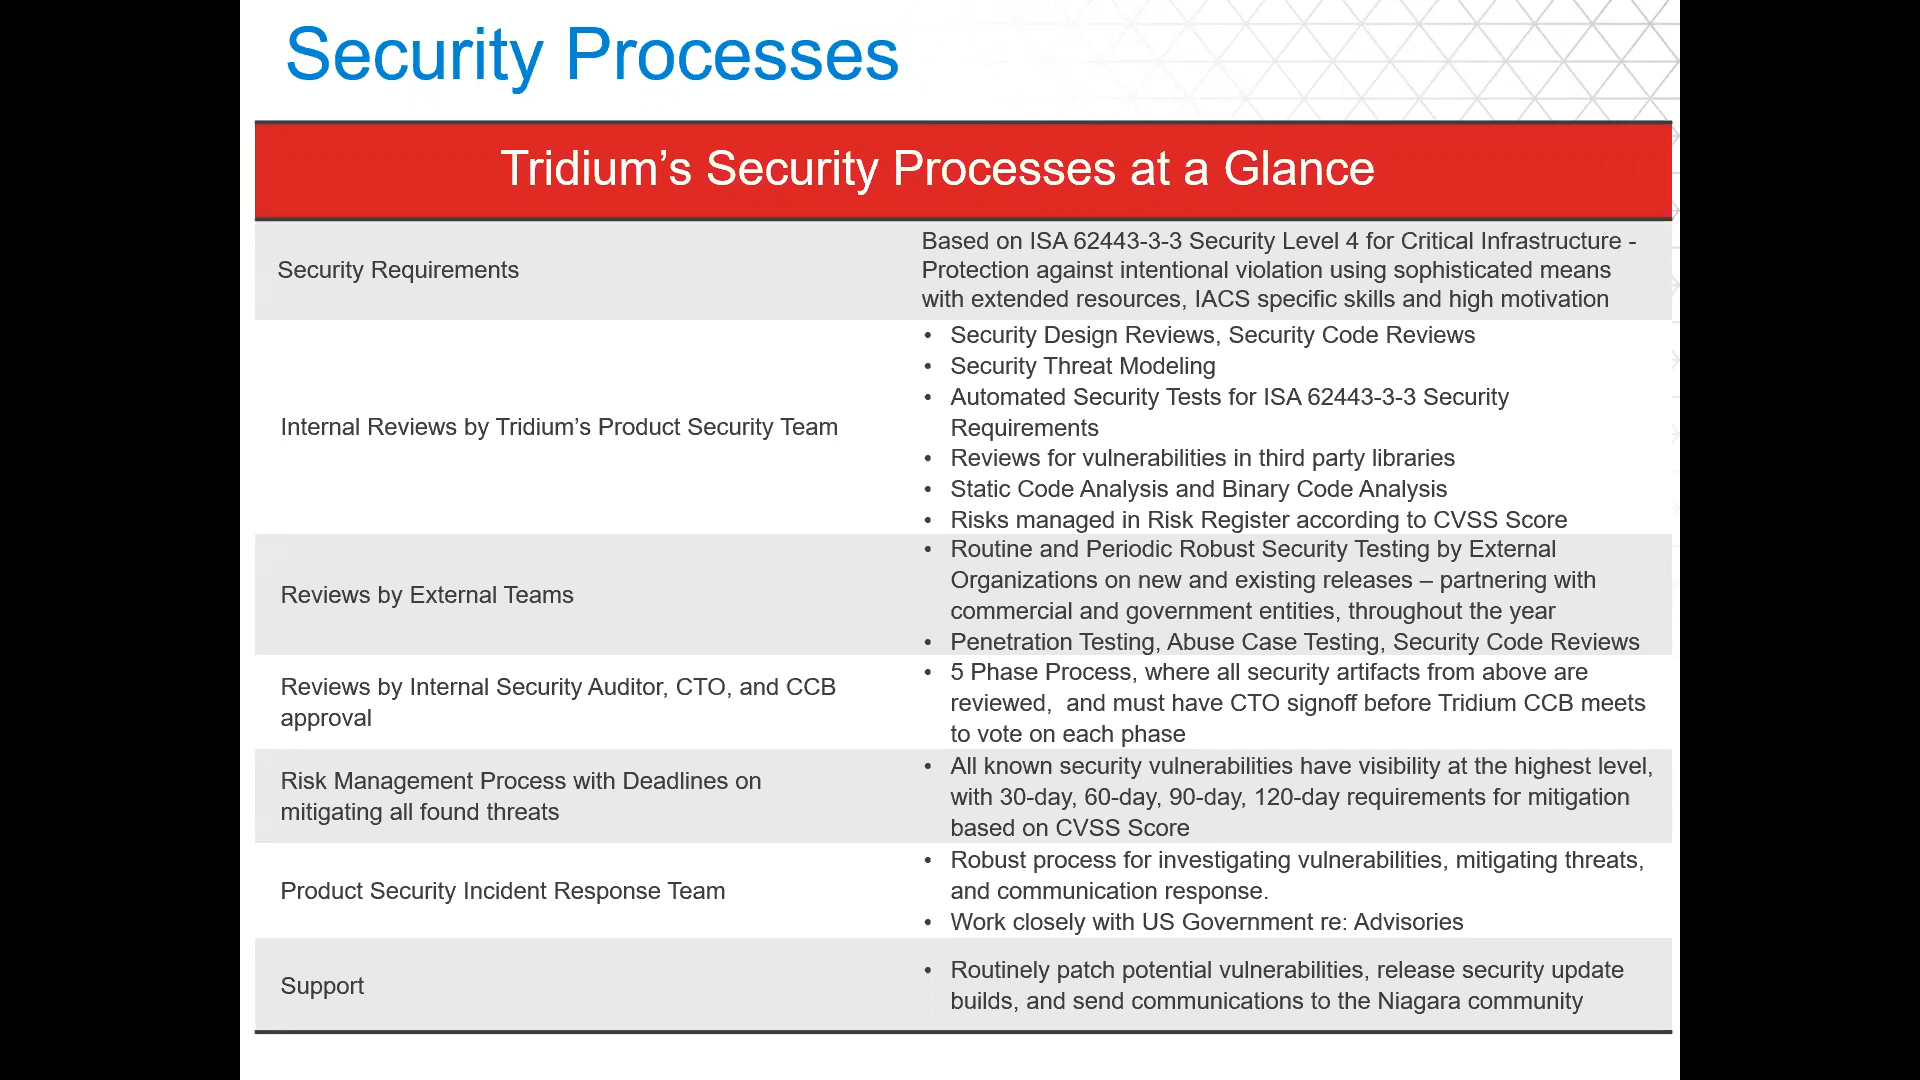 Security Processes
Tridium’s Security Processes at a Glance
Security Requirements
Based on ISA 62443-3-3 Security Level 4 for Critical Infrastructure -
Protection against intentional violation using sophisticated means
with extended resources, IACS specific skills and high motivation
Internal Reviews by Tridium’s Product Security Team
• Security Design Reviews, Security Code Reviews
• Security Threat Modeling
• Automated Security Tests for ISA 62443-3-3 Security
Requirements
• Reviews for vulnerabilities in third party libraries
• Static Code Analysis and Binary Code Analysis
• Risks managed in Risk Register according to CVSS Score
Reviews by External Teams
• Routine and Periodic Robust Security Testing by External
Organizations on new and existing releases – partnering with
commercial and government entities, throughout the year
• Penetration Testing, Abuse Case Testing, Security Code Reviews
Reviews by Internal Security Auditor, CTO, and CCB
approval
• 5 Phase Process, where all security artifacts from above are
reviewed,  and must have CTO signoff before Tridium CCB meets
to vote on each phase
Risk Management Process with Deadlines on
mitigating all found threats
• All known security vulnerabilities have visibility at the highest level,
with 30-day, 60-day, 90-day, 120-day requirements for mitigation
based on CVSS Score
Product Security Incident Response Team
• Robust process for investigating vulnerabilities, mitigating threats,
and communication response.
• Work closely with US Government re: Advisories
Support
• Routinely patch potential vulnerabilities, release security update
builds, and send communications to the Niagara community